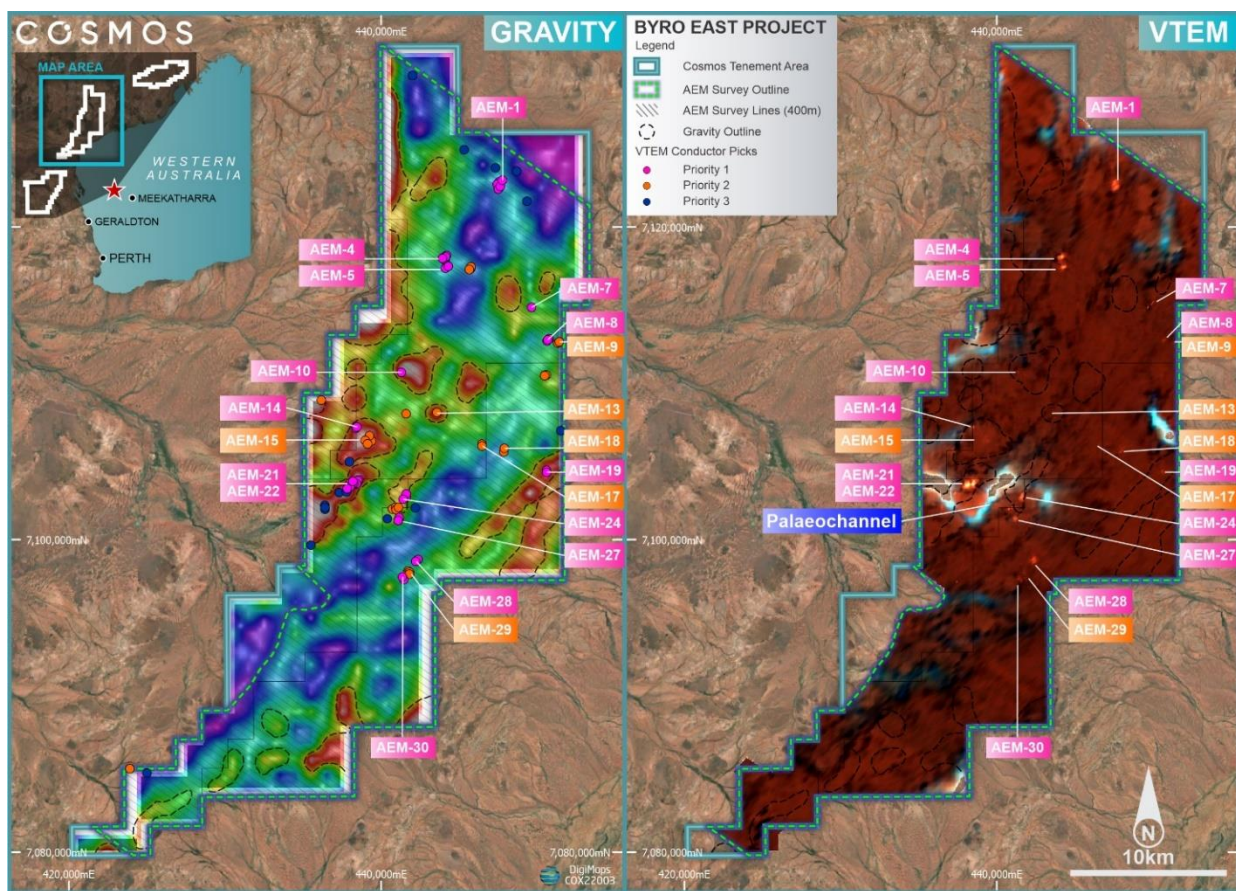 COSMOS
MAP AREA
WESTERN
AUSTRALIA
MEEKATHARRA
GERALDTON
PERTH
440,000mE
GRAVITY
AEM-1
AEM-4
AEM-5
AEM-7
AEM-8
AEM-9
AEM-10
AEM-13
AEM-14
AEM-15
AEM-18
AEM-19
AEM-21
AEM-22
AEM-17
AEM-24
AEM-27
7,100,000mN
AEM-28
AEM-29
AEM-30
7,080,000mN
7,080,000mN
420,000mE
440,000mE
DigiMaps
COX22003
BYRO EAST PROJECT
Legend
Cosmos Tenement Area
AEM Survey Outline
AEM Survey Lines (400m)
Gravity Outline
VTEM Conductor Picks
Priority 1
Priority 2
Priority 3
440,000mE
VTEM
AEM-1
7,120,000mN
AEM-4
AEM-5
AEM-7
AEM-8
AEM-9
AEM-10
AEM-13
AEM-14
AEM-15
AEM-18
AEM-19
AEM-21
AEM-22
AEM-17
Palaeochannel
AEM-24
AEM-27
7,100,000mN
AEM-28
AEM-29
AEM-30
N
10km
420,000mE
440,000mE